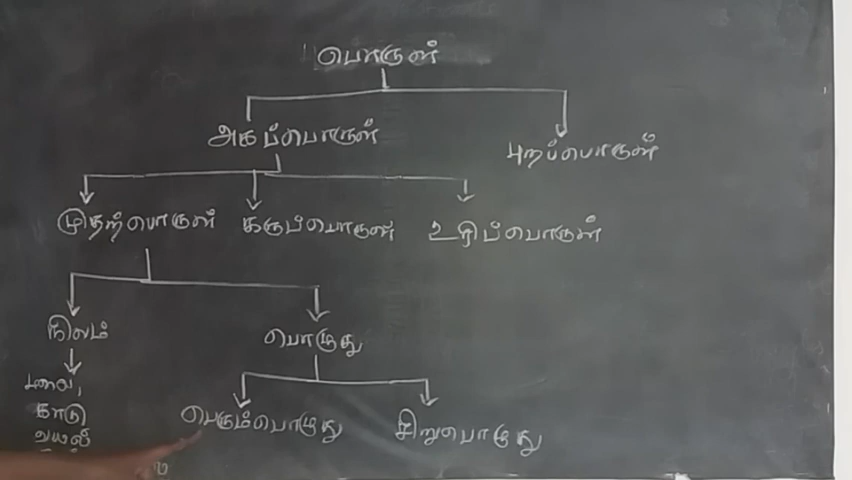 பொருள்
அகப்பொருள்
புறப்பொருள்
முதற்பொருள் கருப்பொருள் உரிப்பொருள்
நிலம்
பொழுது
மலை,
காடு
வயல்
பெரும்பொழுது
சிறுபொழுது